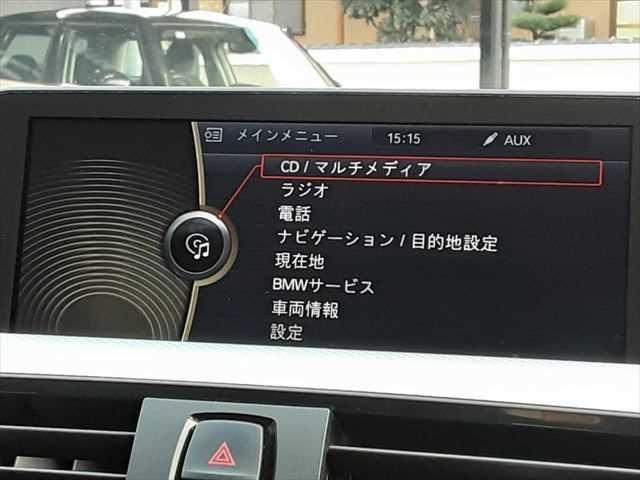 メインメニュー 15:15 AUX
CD / マルチメディア
ラジオ
電話
ナビゲーション / 目的地設定
現在地
BMWサービス
車両情報
設定